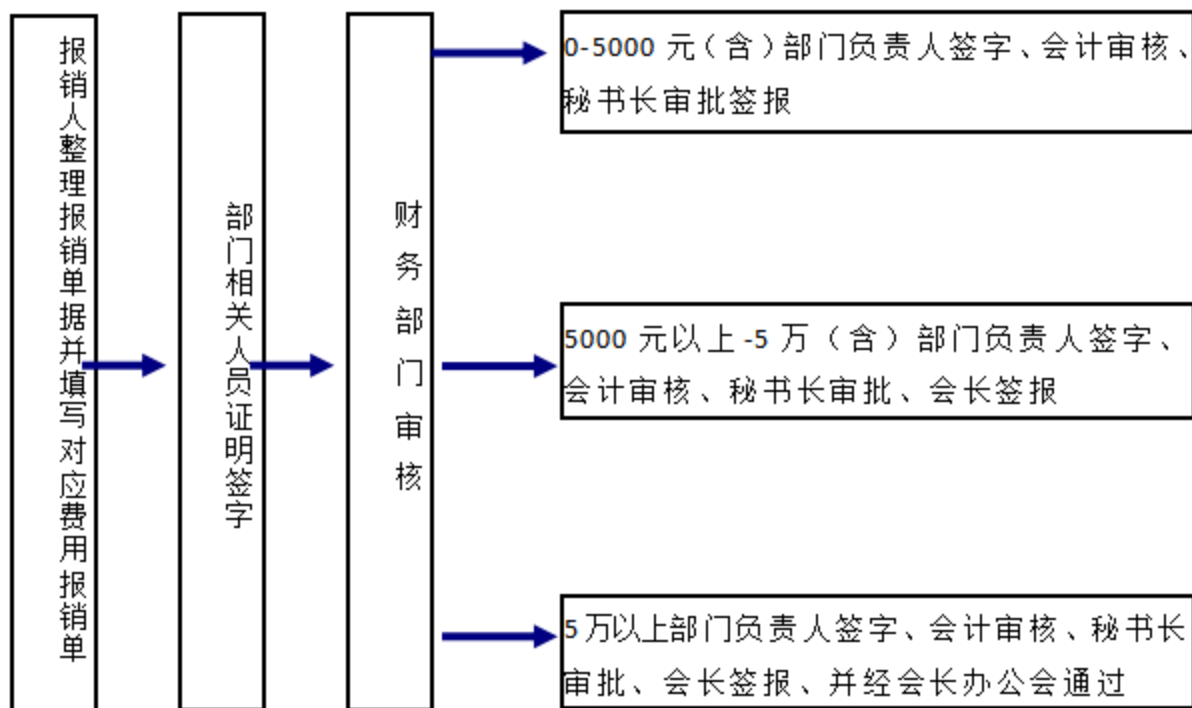 报销人整理报销单据并填写对应费用报销单
部门相关人员证明签字
财务部门审核
0-5000 元（含）部门负责人签字、会计审核、
秘书长审批签报
5000 元以上 -5 万（含）部门负责人签字、
会计审核、秘书长审批、会长签报
5 万以上部门负责人签字、会计审核、秘书长
审批、会长签报、并经会长办公会通过